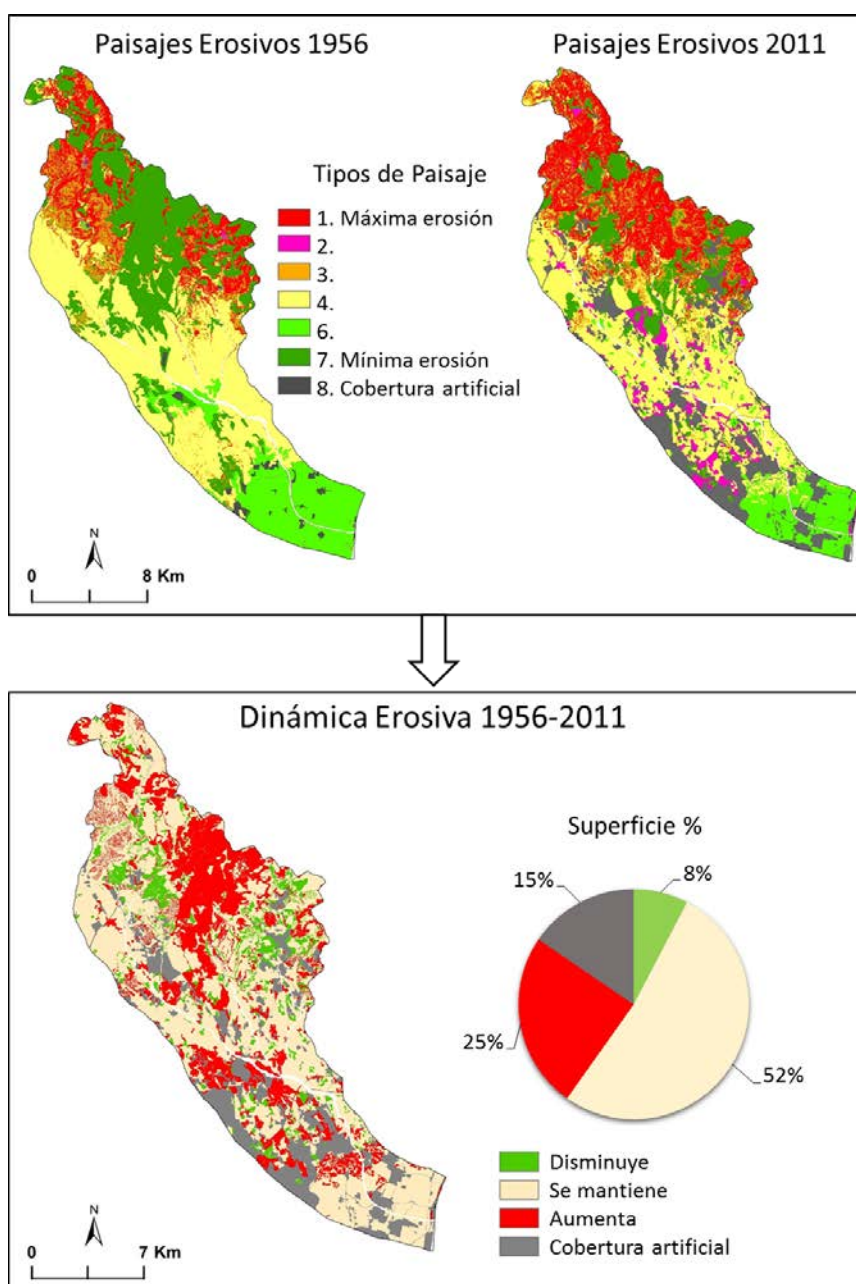 Paisajes Erosivos 1956
Paisajes Erosivos 2011
Tipos de Paisaje
1. Máxima erosión
2.
3.
4.
6.
7. Mínima erosión
8. Cobertura artificial
N
0 8 Km
Dinámica Erosiva 1956-2011
Superficie %
15%
8%
25%
52%
Disminuye
Se mantiene
Aumenta
Cobertura artificial
N
0 7 Km